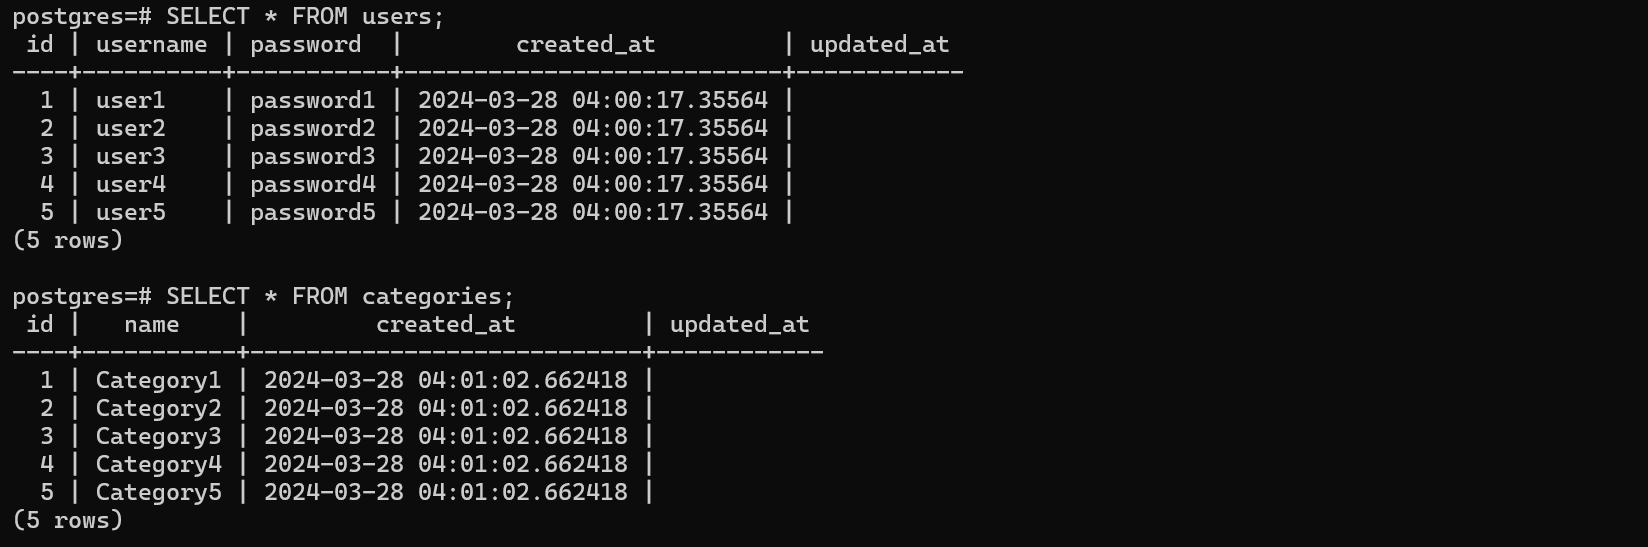 postgres=# SELECT * FROM users;
 id | username | password  |        created_at         | updated_at
----+----------+-----------+---------------------------+------------
  1 | user1    | password1 | 2024-03-28 04:00:17.35564 |
  2 | user2    | password2 | 2024-03-28 04:00:17.35564 |
  3 | user3    | password3 | 2024-03-28 04:00:17.35564 |
  4 | user4    | password4 | 2024-03-28 04:00:17.35564 |
  5 | user5    | password5 | 2024-03-28 04:00:17.35564 |
(5 rows)

postgres=# SELECT * FROM categories;
 id |   name    |         created_at         | updated_at
----+-----------+----------------------------+------------
  1 | Category1 | 2024-03-28 04:01:02.662418 |
  2 | Category2 | 2024-03-28 04:01:02.662418 |
  3 | Category3 | 2024-03-28 04:01:02.662418 |
  4 | Category4 | 2024-03-28 04:01:02.662418 |
  5 | Category5 | 2024-03-28 04:01:02.662418 |
(5 rows)